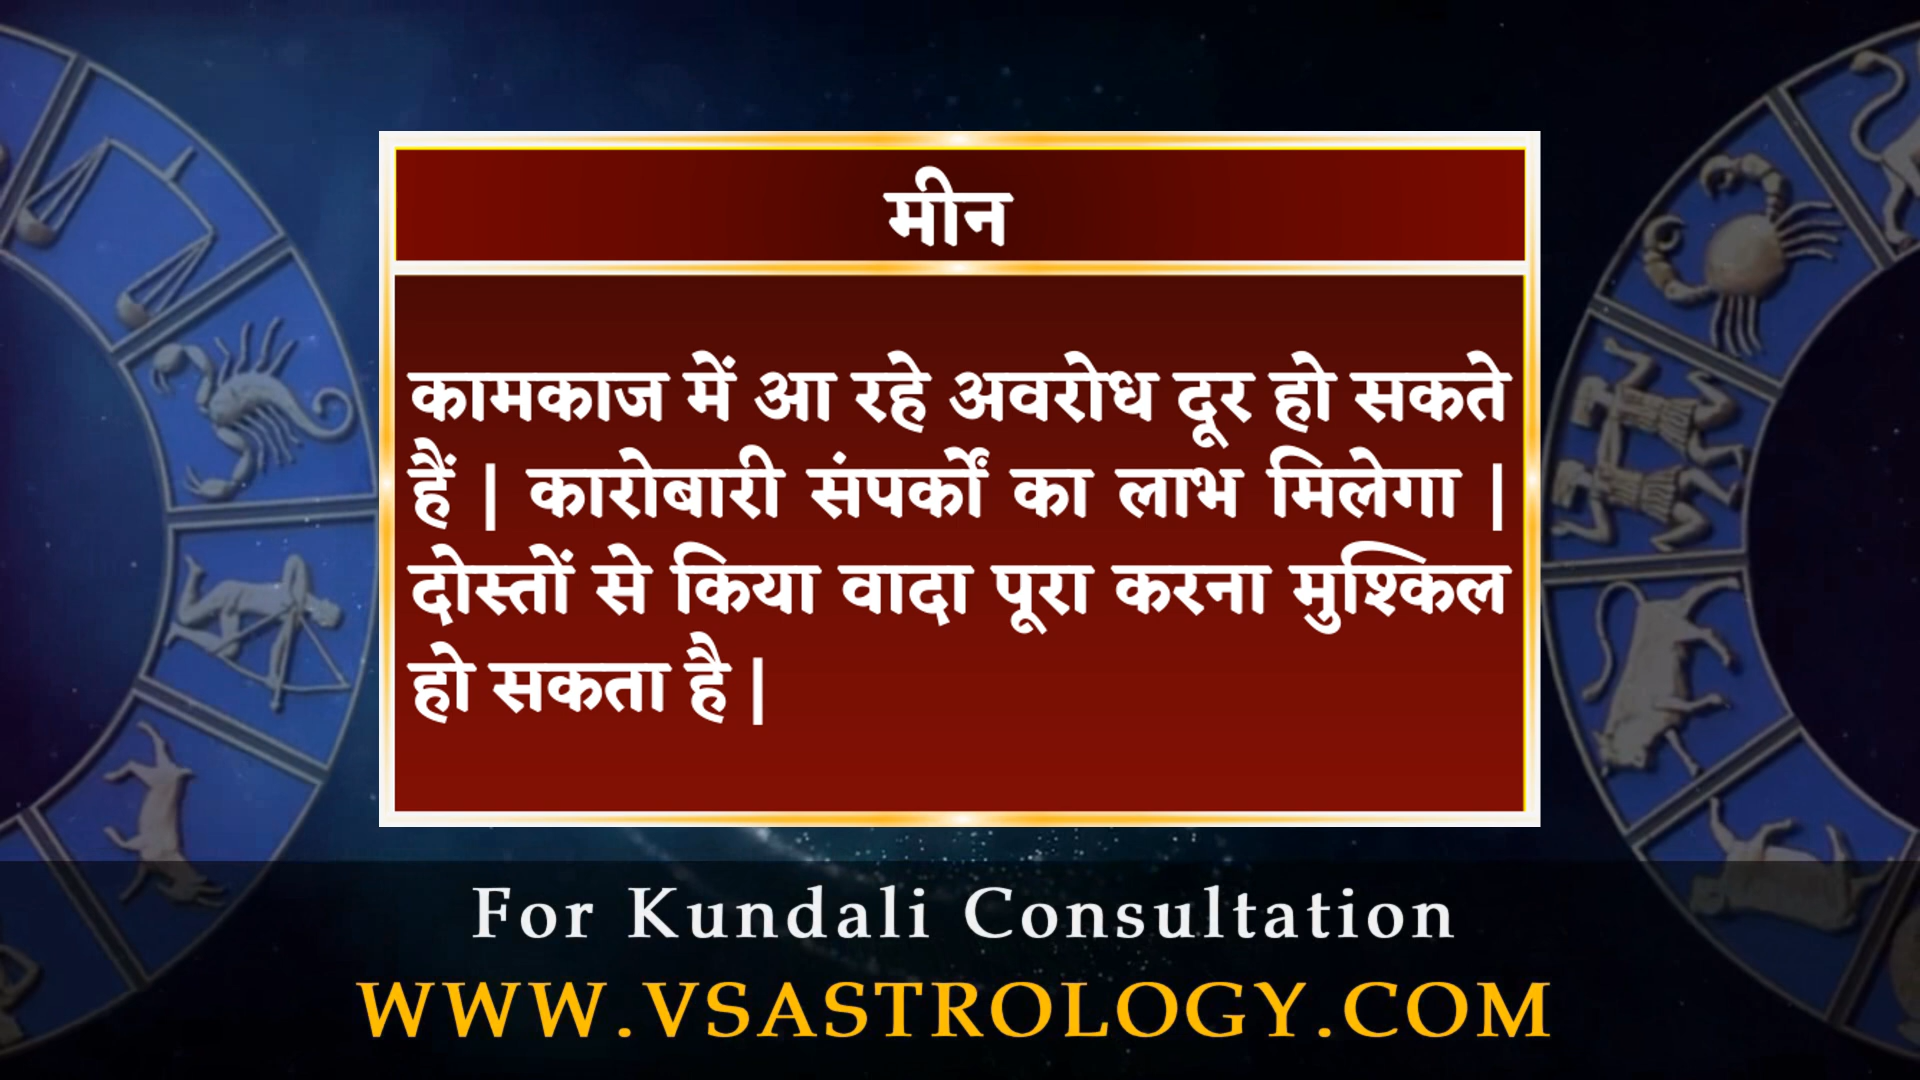 मीन
कामकाज में आ रहे अवरोध दूर हो सकते
हैं | कारोबारी संपर्कों का लाभ मिलेगा |
दोस्तों से किया वादा पूरा करना मुश्किल
हो सकता है |
For Kundali Consultation
WWW.VSASTROLOGY.COM